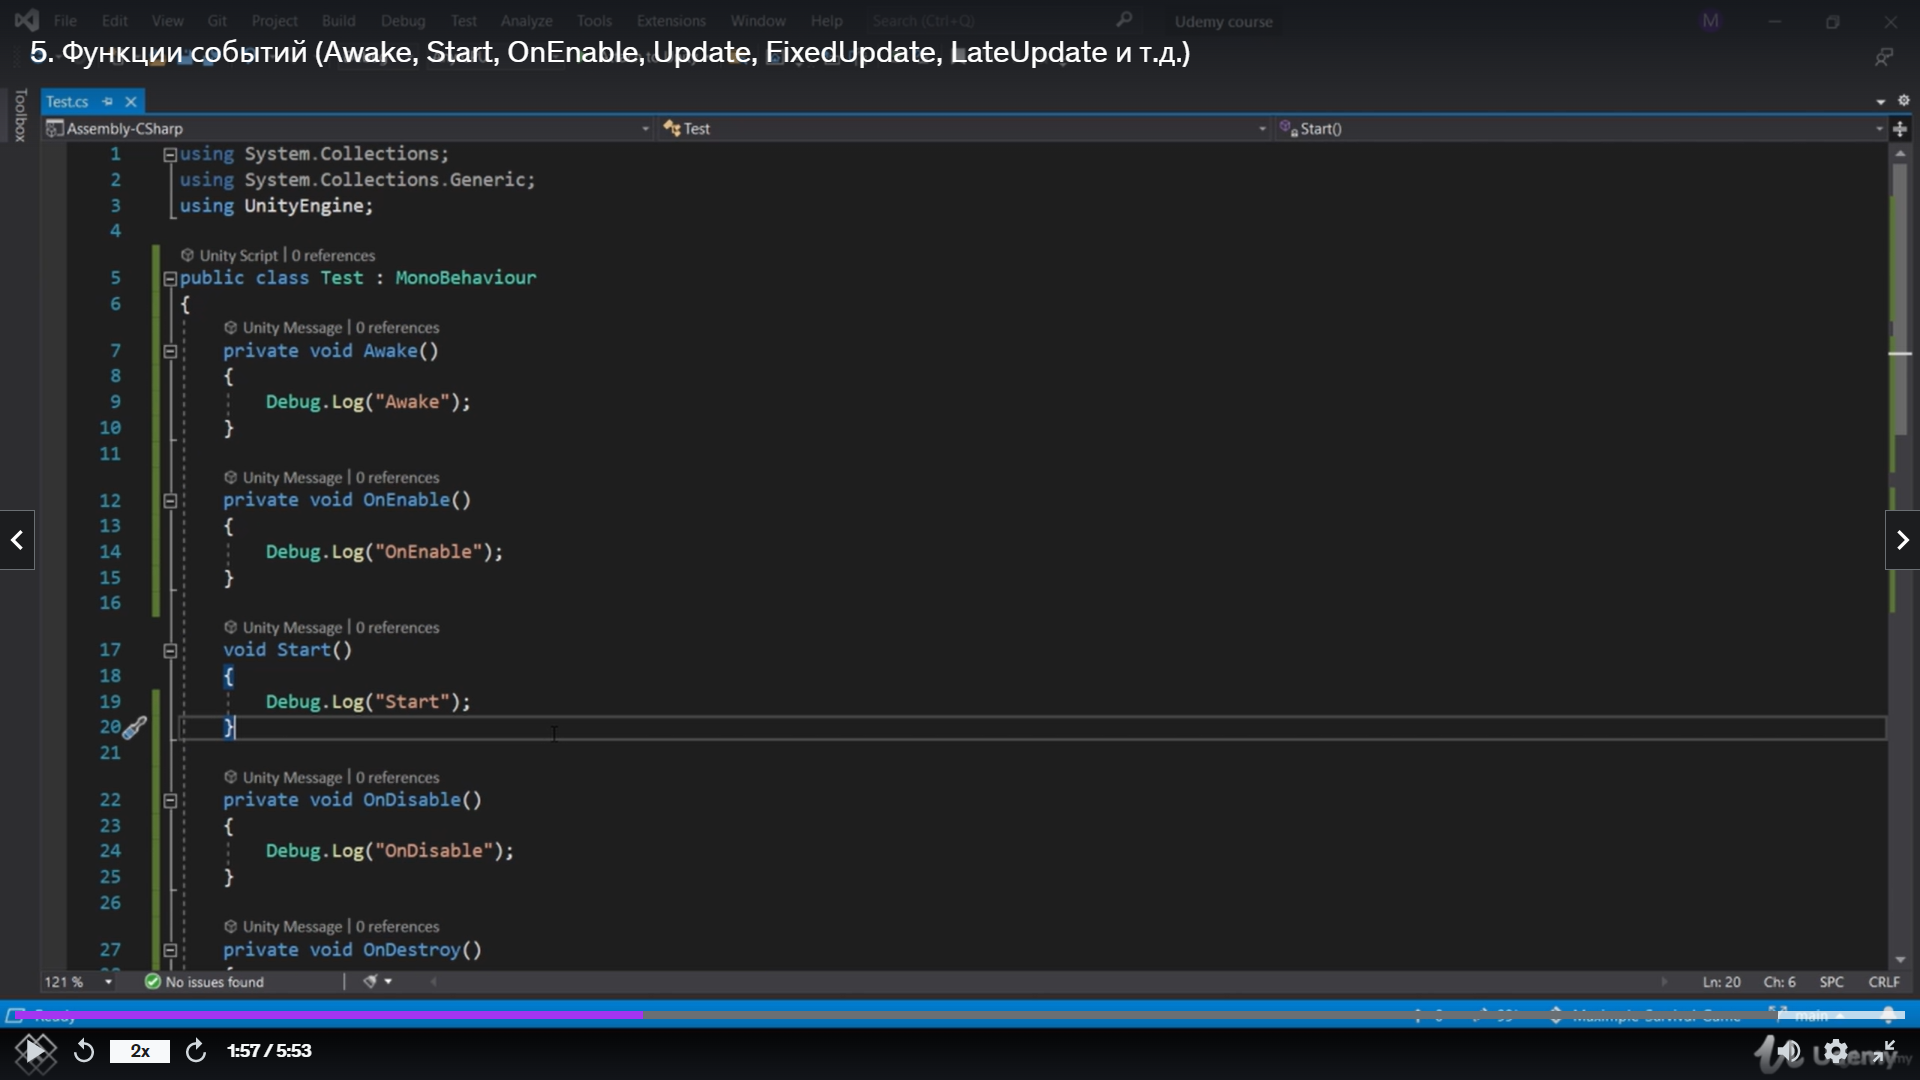 File Edit View Git Project Build Debug Test Analyze Tools Extensions Window Help Search (Ctrl+Q) Udemy course M
5. Функции событий (Awake, Start, OnEnable, Update, FixedUpdate, LateUpdate и т.д.)
Toolbox
Test.cs
Assembly-CSharp Test Start()
1 using System.Collections;
2 using System.Collections.Generic;
3 using UnityEngine;
4
Unity Script | 0 references
5 public class Test : MonoBehaviour
6 {
Unity Message | 0 references
7 private void Awake()
8 {
9 Debug.Log("Awake");
10 }
11
Unity Message | 0 references
12 private void OnEnable()
13 {
14 Debug.Log("OnEnable");
15 }
16
Unity Message | 0 references
17 void Start()
18 {
19 Debug.Log("Start");
20 }
21
Unity Message | 0 references
22 private void OnDisable()
23 {
24 Debug.Log("OnDisable");
25 }
26
Unity Message | 0 references
27 private void OnDestroy()
121 % No issues found Ln: 20 Ch: 6 SPC CRLF
Ready main
2x 1:57 / 5:53 Udemy